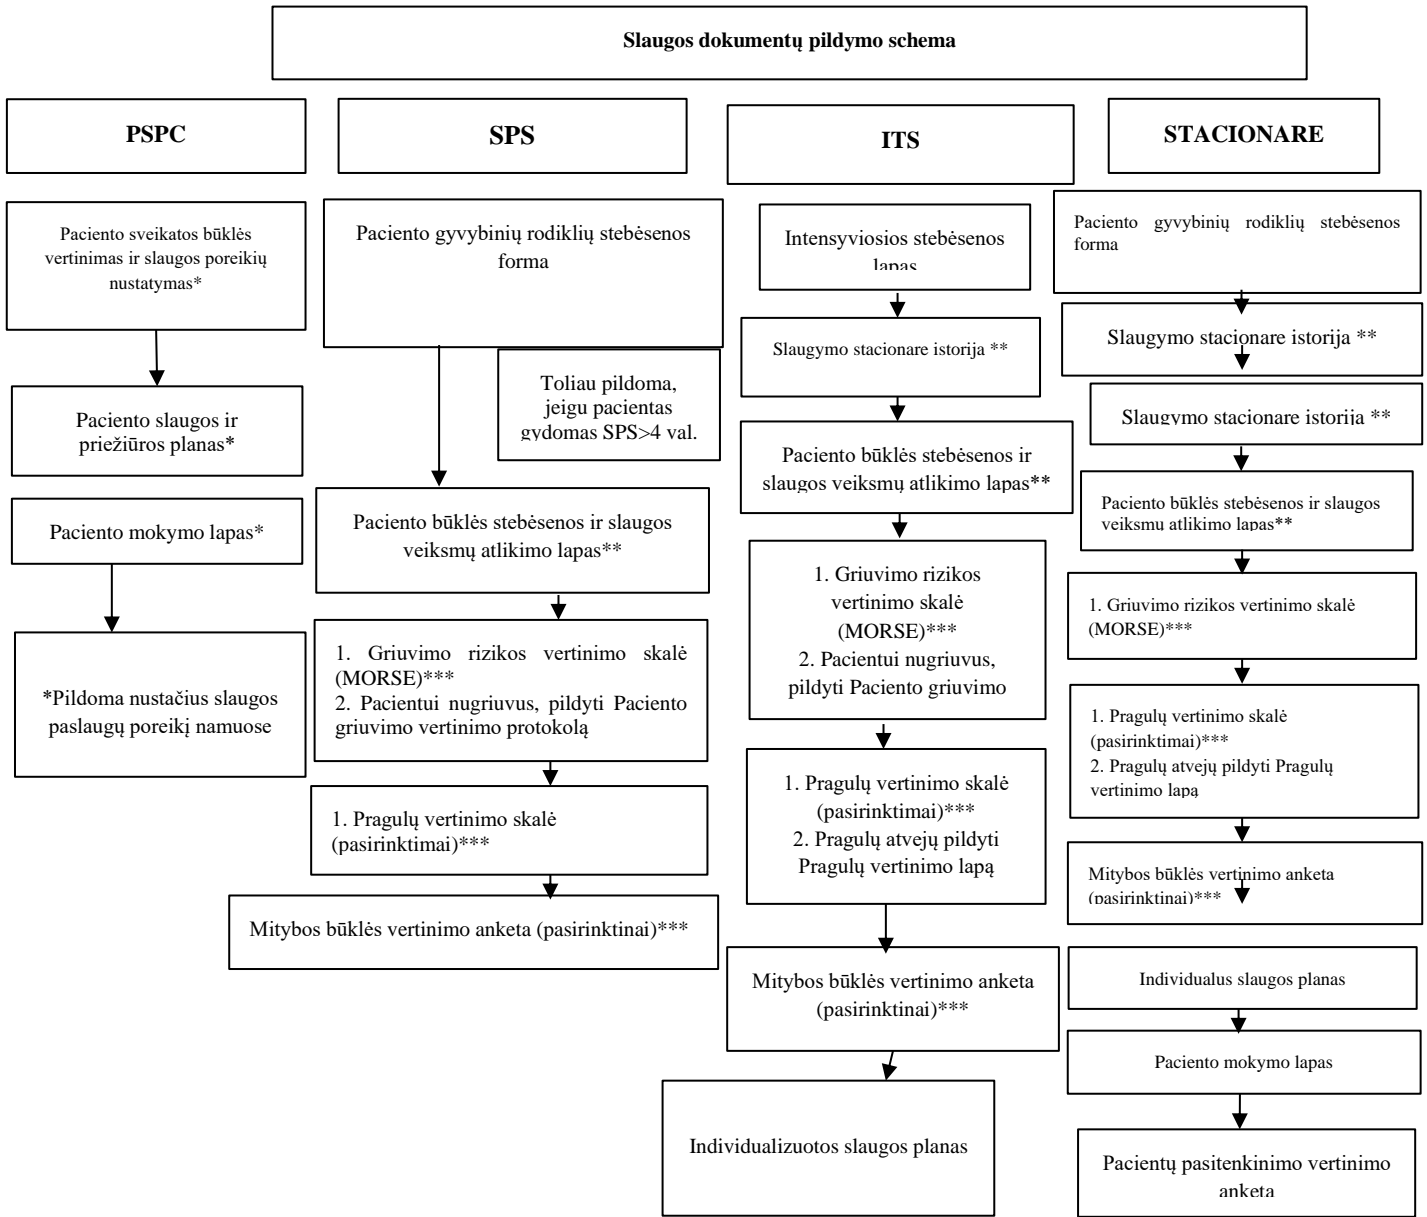 Slaugos dokumentų pildymo schema
PSPC
Paciento sveikatos būklės
vertinimas ir slaugos poreikių
nustatymas*
Paciento slaugos ir
priežiūros planas*
Paciento mokymo lapas*
*Pildoma nustačius slaugos
paslaugų poreikį namuose
SPS
Paciento gyvybinių rodiklių stebėsenos
forma
Toliau pildoma,
jeigu pacientas
gydomas SPS>4 val.
Paciento būklės stebėsenos ir slaugos
veiksmų atlikimo lapas**
1. Griuvimo rizikos vertinimo skalė
(MORSE)***
2. Pacientui nugriuvus, pildyti Paciento
griuvimo vertinimo protokolą
1. Pragulų vertinimo skalė
(pasirinktimai)***
Mitybos būklės vertinimo anketa (pasirinktinai)***
ITS
Intensyviosios stebėsenos
lapas
Slaugymo stacionare istorija **
Paciento būklės stebėsenos ir
slaugos veiksmų atlikimo lapas**
1. Griuvimo rizikos
vertinimo skalė
(MORSE)***
2. Pacientui nugriuvus,
pildyti Paciento griuvimo
1. Pragulų vertinimo skalė
(pasirinktimai)***
2. Pragulų atvejų pildyti
Pragulų vertinimo lapą
Mitybos būklės vertinimo anketa
(pasirinktinai)***
Individualizuotos slaugos planas
STACIONARE
Paciento gyvybinių rodiklių stebėsenos
forma
Slaugymo stacionare istorija **
Slaugymo stacionare istorija **
Paciento būklės stebėsenos ir slaugos
veiksmų atlikimo lapas**
1. Griuvimo rizikos vertinimo skalė
(MORSE)***
1. Pragulų vertinimo skalė
(pasirinktimai)***
2. Pragulų atvejų pildyti Pragulų
vertinimo lapą
Mitybos būklės vertinimo anketa
(pasirinktinai)***
Individualus slaugos planas
Paciento mokymo lapas
Pacientų pasitenkinimo vertinimo
anketa